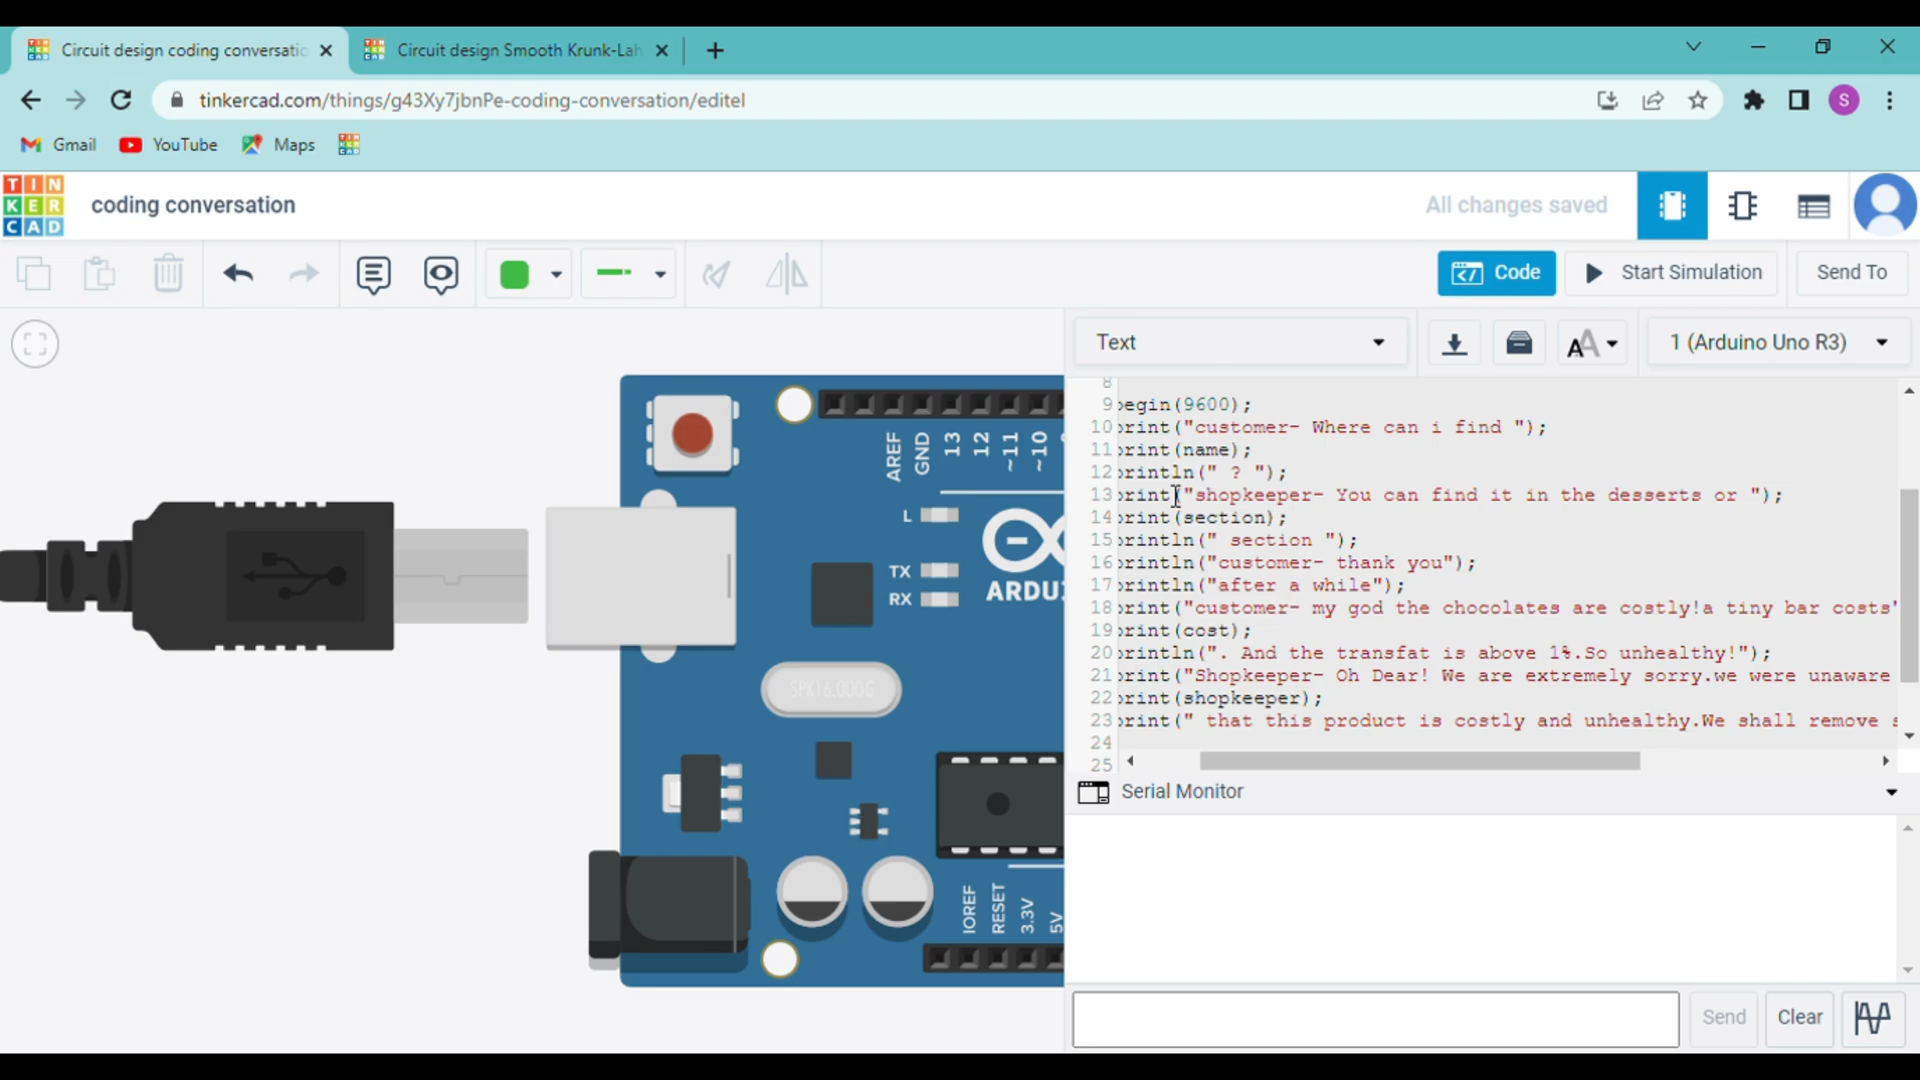 Circuit design coding conversatio
Circuit design Smooth Krunk-Lah
tinkercad.com/things/g43Xy7jbnPe-coding-conversation/editel
S
Gmail
YouTube
Maps
TIN
KER
CAD
coding conversation
All changes saved
Code
Start Simulation
Send To
Text
AA
1 (Arduino Uno R3)
8
9 egin(9600);
10 rint("customer- Where can i find ");
11 rint(name);
12 rintln(" ? ");
13 rint("shopkeeper- You can find it in the desserts or ");
14 rint(section);
15 rintln(" section ");
16 rintln("customer- thank you");
17 rintln("after a while");
18 rint("customer- my god the chocolates are costly!a tiny bar costs"
19 rint(cost);
20 rintln(". And the transfat is above 1%.So unhealthy!");
21 rint("Shopkeeper- Oh Dear! We are extremely sorry.we were unaware
22 rint(shopkeeper);
23 rint(" that this product is costly and unhealthy.We shall remove s
24
25
Serial Monitor
Send
Clear
AREF
GND
13
12
~11
~10
L
TX
RX
ARDUI
SPK16.000G
IOREF
RESET
3.3V
5V